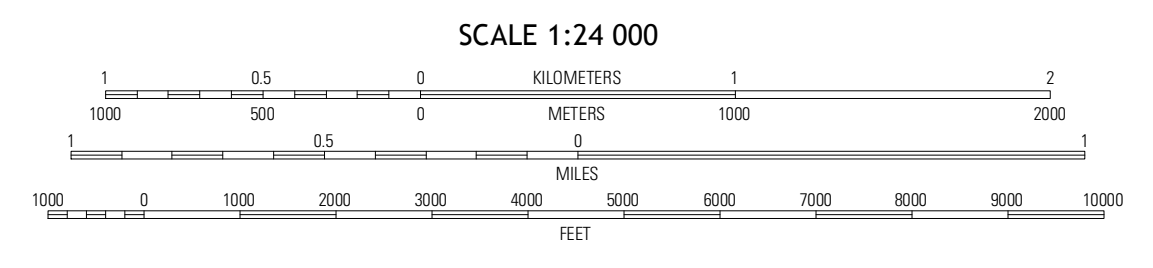 SCALE 1:24 000
1 0.5 0 KILOMETERS 1 2
1000 500 0 METERS 1000 2000
1 0.5 0 1
MILES
1000 0 1000 2000 3000 4000 5000 6000 7000 8000 9000 10000
FEET